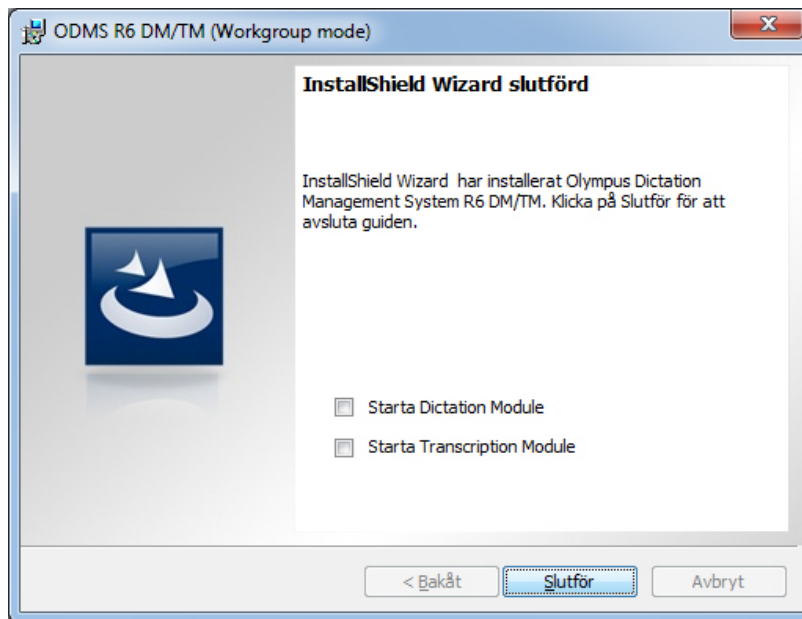 ODMS R6 DM/TM (Workgroup mode)
InstallShield Wizard slutförd
InstallShield Wizard har installerat Olympus Dictation
Management System R6 DM/TM. Klicka på Slutför för att
avsluta guiden.
Starta Dictation Module
Starta Transcription Module
< Bakåt
Slutför
Avbryt